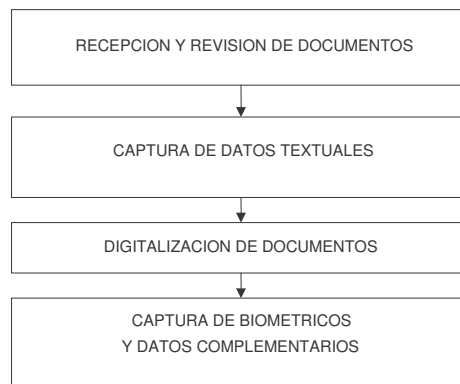 RECEPCION Y REVISION DE DOCUMENTOS
CAPTURA DE DATOS TEXTUALES
DIGITALIZACION DE DOCUMENTOS
CAPTURA DE BIOMETRICOS
Y DATOS COMPLEMENTARIOS